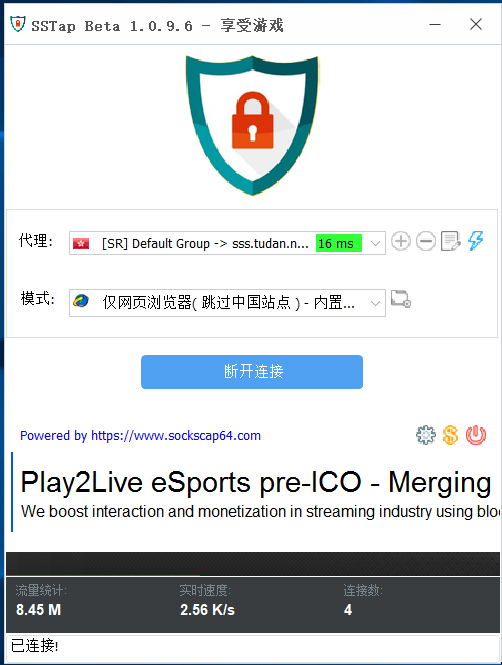 SSTap Beta 1.0.9.6 - 享受游戏
代理:
[SR] Default Group -> sss.tudan.n... 16 ms
模式:
仅网页浏览器( 跳过中国站点 ) - 内置...
断开连接
Powered by https://www.sockscap64.com
Play2Live eSports pre-ICO - Merging
We boost interaction and monetization in streaming industry using bloc
流量统计: 实时速度: 连接数:
8.45 M 2.56 K/s 4
已连接!